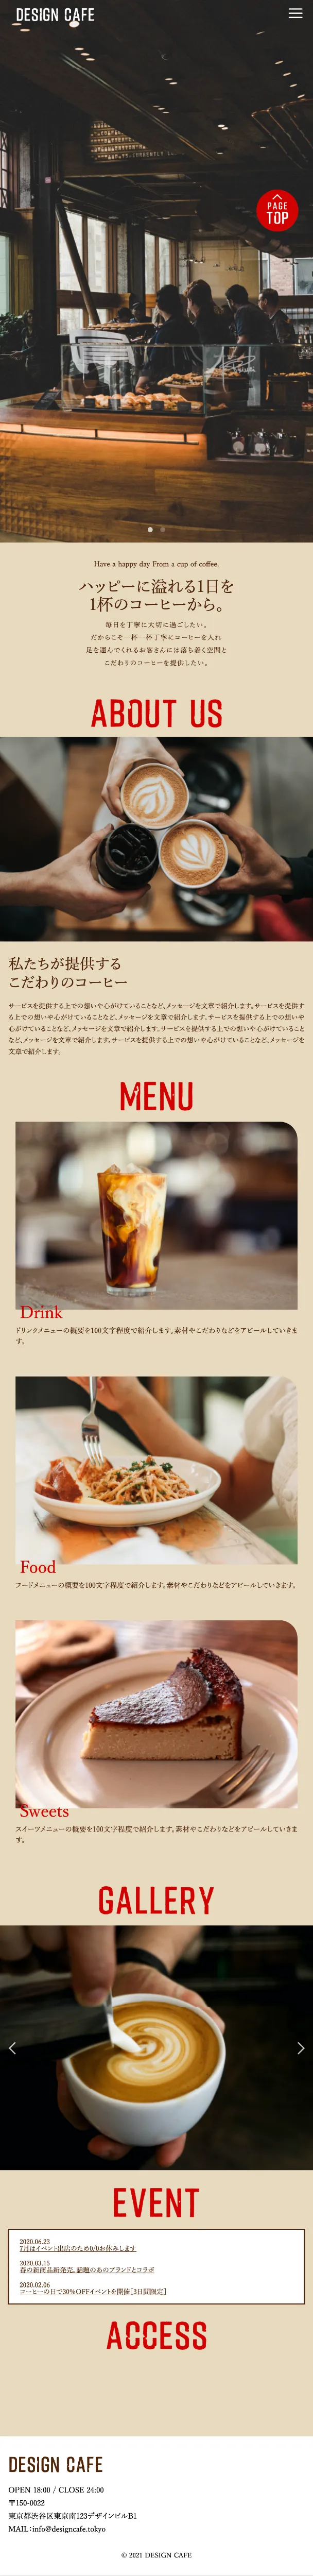 DESIGN CAFE
PAGE
TOP
Have a happy day From a cup of coffee.
ハッピーに溢れる1日を
1杯のコーヒーから。
毎日を丁寧に大切に過ごしたい。
だからこそ一杯一杯丁寧にコーヒーを入れ
足を運んでくれるお客さんには落ち着く空間と
こだわりのコーヒーを提供したい。
ABOUT US
私たちが提供する
こだわりのコーヒー
サービスを提供する上での想いや心がけていることなど、メッセージを文章で紹介します。サービスを提供す
る上での想いや心がけていることなど、メッセージを文章で紹介します。サービスを提供する上での想いや
心がけていることなど、メッセージを文章で紹介します。サービスを提供する上での想いや心がけていること
など、メッセージを文章で紹介します。サービスを提供する上での想いや心がけていることなど、メッセージを
文章で紹介します。
MENU
Drink
ドリンクメニューの概要を100文字程度で紹介します。素材やこだわりなどをアピールしていきま
す。
Food
フードメニューの概要を100文字程度で紹介します。素材やこだわりなどをアピールしていきます。
Sweets
スイーツメニューの概要を100文字程度で紹介します。素材やこだわりなどをアピールしていきま
す。
GALLERY
EVENT
2020.06.23
7月はイベント出店のため0/0お休みします
2020.03.15
春の新商品新発売。話題のあのブランドとコラボ
2020.02.06
コーヒーの日で30%OFFイベントを開催［3日間限定］
ACCESS
DESIGN CAFE
OPEN 18:00 / CLOSE 24:00
〒150-0022
東京都渋谷区東京南123デザインビルB1
MAIL：info@designcafe.tokyo
© 2021 DESIGN CAFE